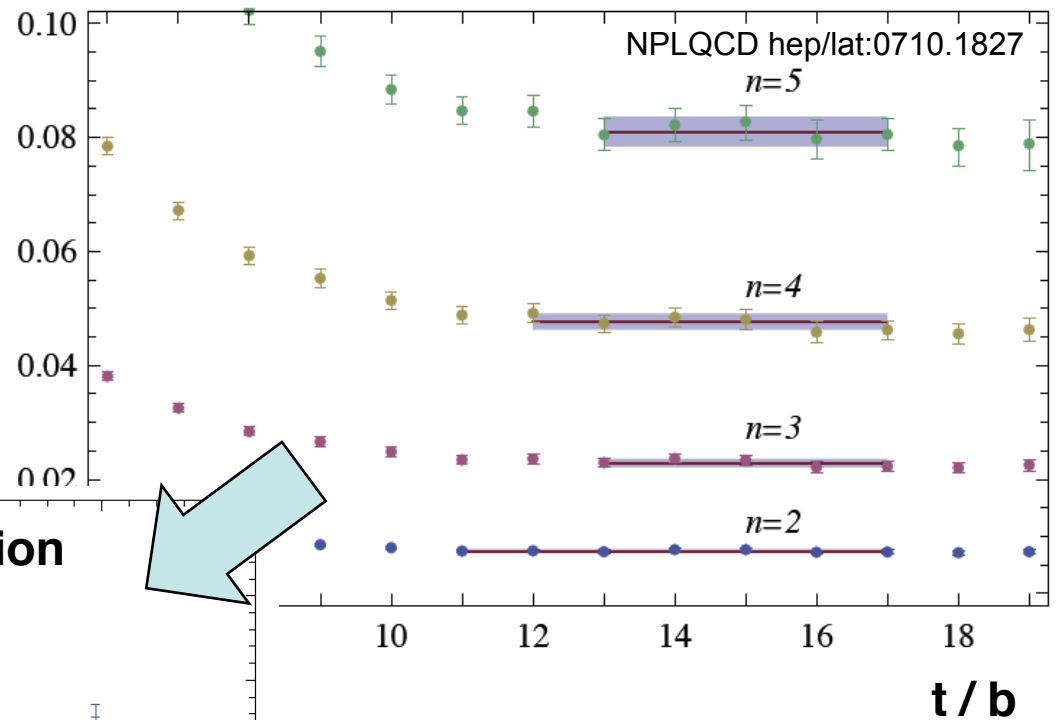 0.10
NPLQCD hep/lat:0710.1827
n=5
0.08
0.06
n=4
0.04
n=3
0.02
n=2
ion
10 12 14 16 18
t / b